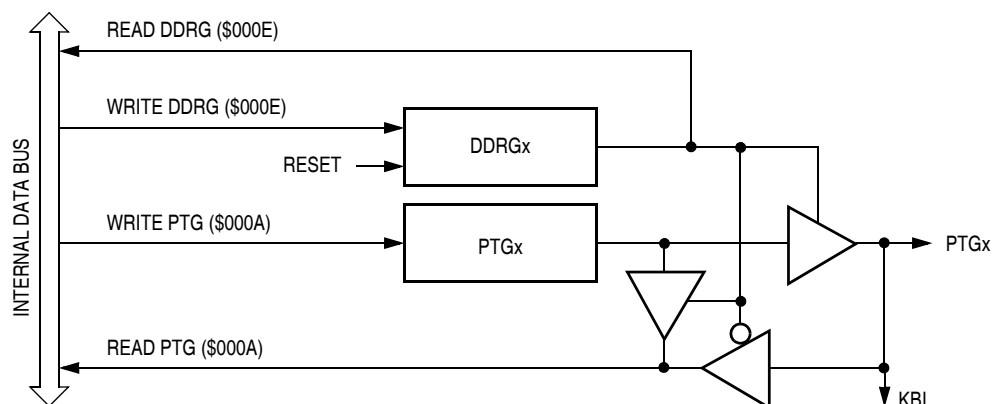 READ DDRG ($000E)
WRITE DDRG ($000E)
DDRGx
RESET
INTERNAL DATA BUS
WRITE PTG ($000A)
PTGx
PTGx
READ PTG ($000A)